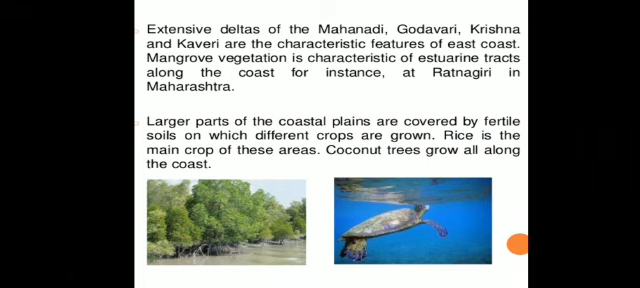 Extensive deltas of the Mahanadi, Godavari, Krishna
and Kaveri are the characteristic features of east coast.
Mangrove vegetation is characteristic of estuarine tracts
along the coast for instance, at Ratnagiri in
Maharashtra.
Larger parts of the coastal plains are covered by fertile
soils on which different crops are grown. Rice is the
main crop of these areas. Coconut trees grow all along
the coast.